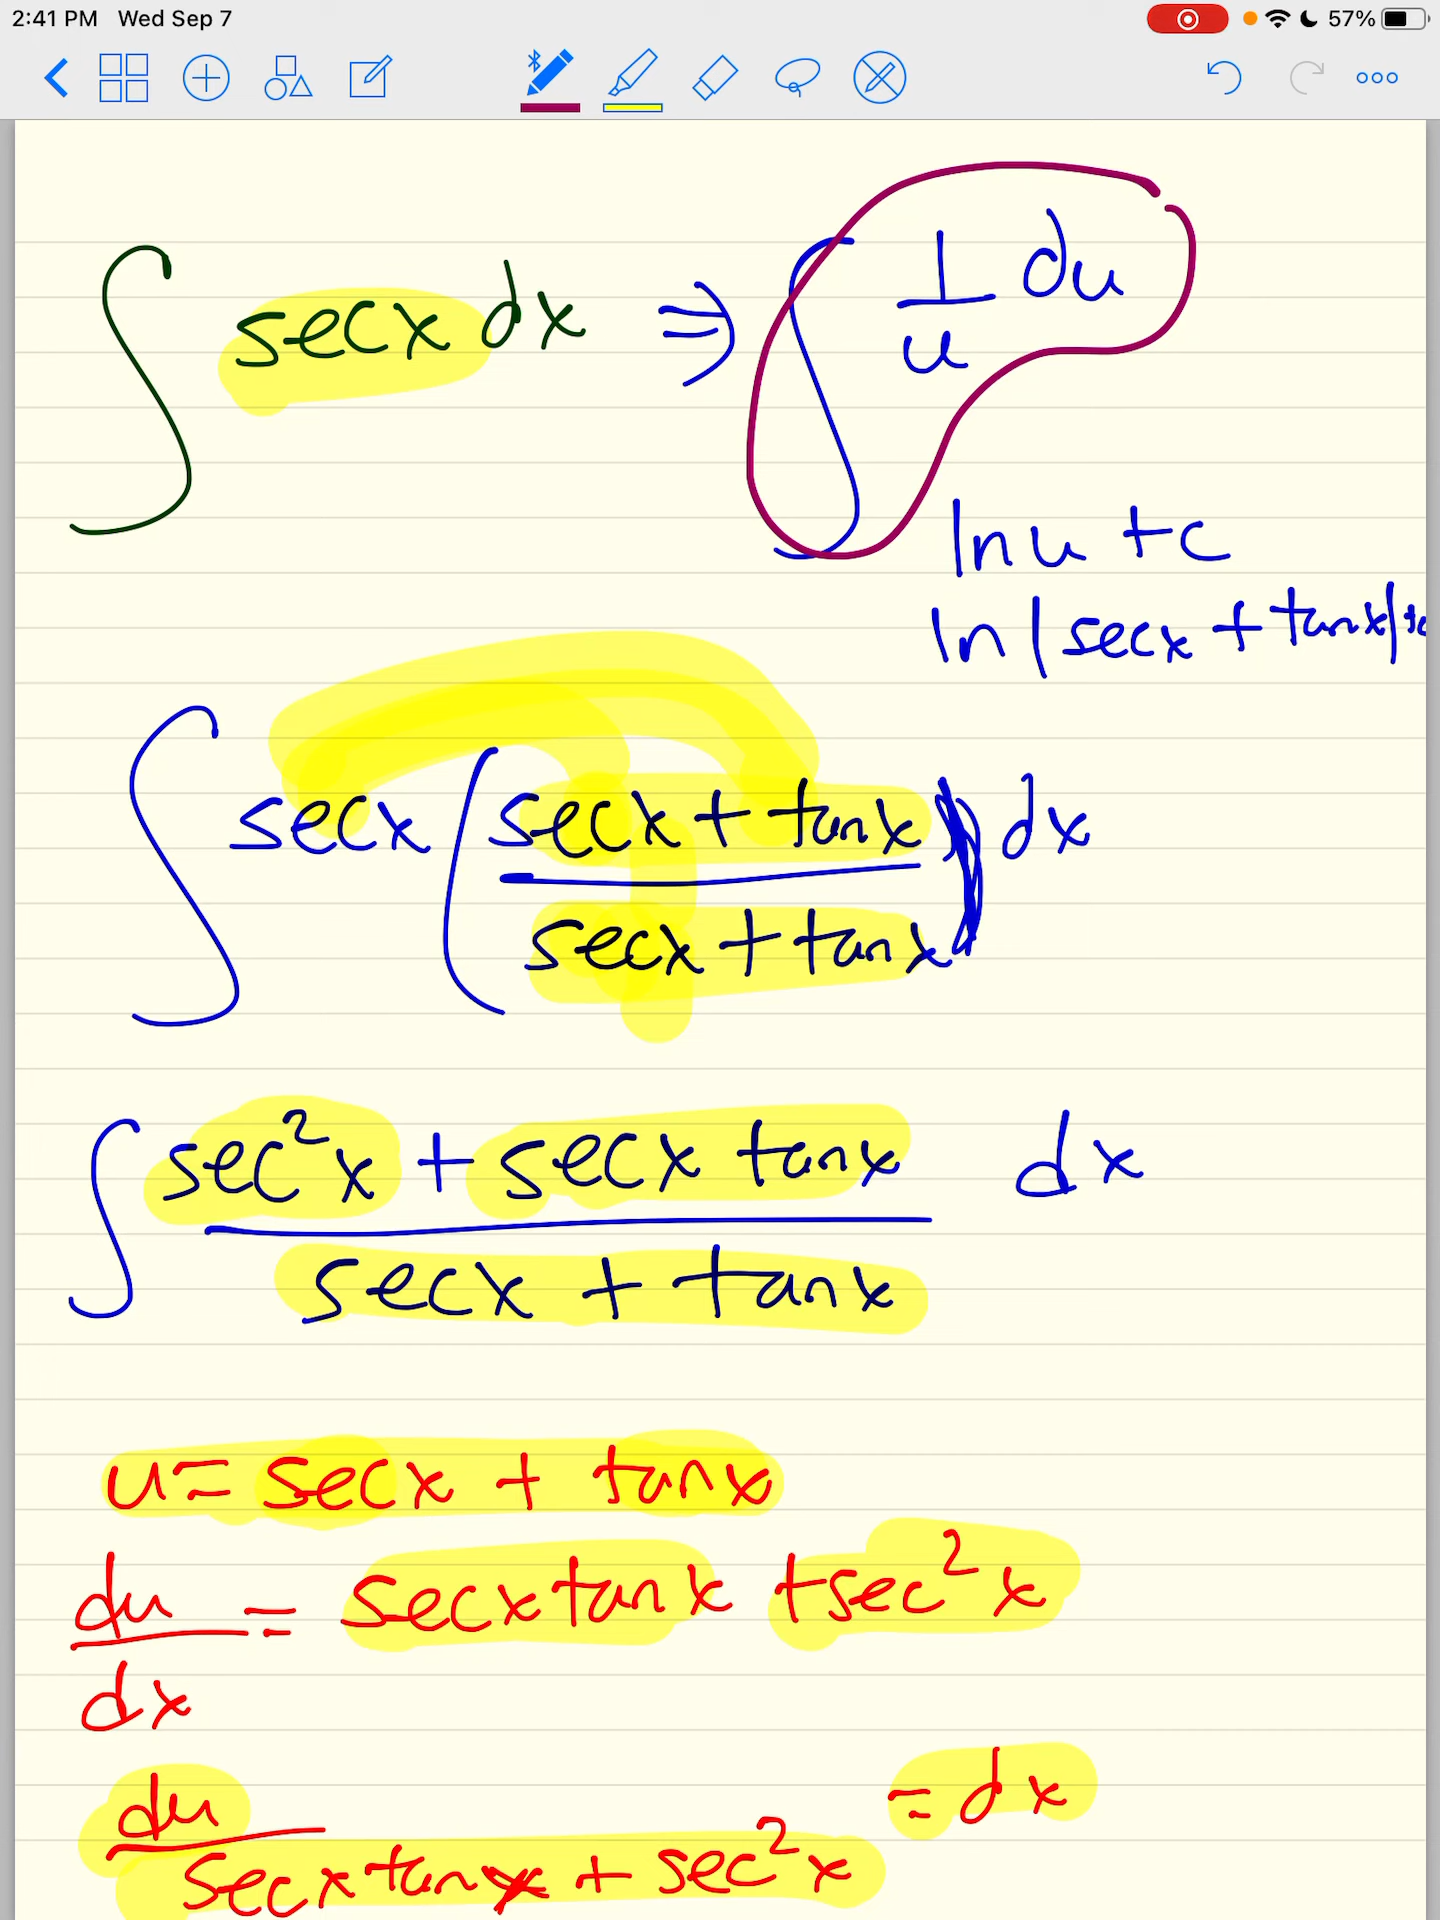 2:41 PM Wed Sep 7 57%
∫ secx dx ⇒ ∫ 1/u du
ln u + c
ln |secx + tanx| + c
∫ secx ( (secx + tanx)/(secx + tanx) ) dx
∫ (sec²x + secx tanx)/(secx + tanx) dx
u = secx + tanx
du/dx = secx tanx + sec²x
du/(secx tanx + sec²x) = dx